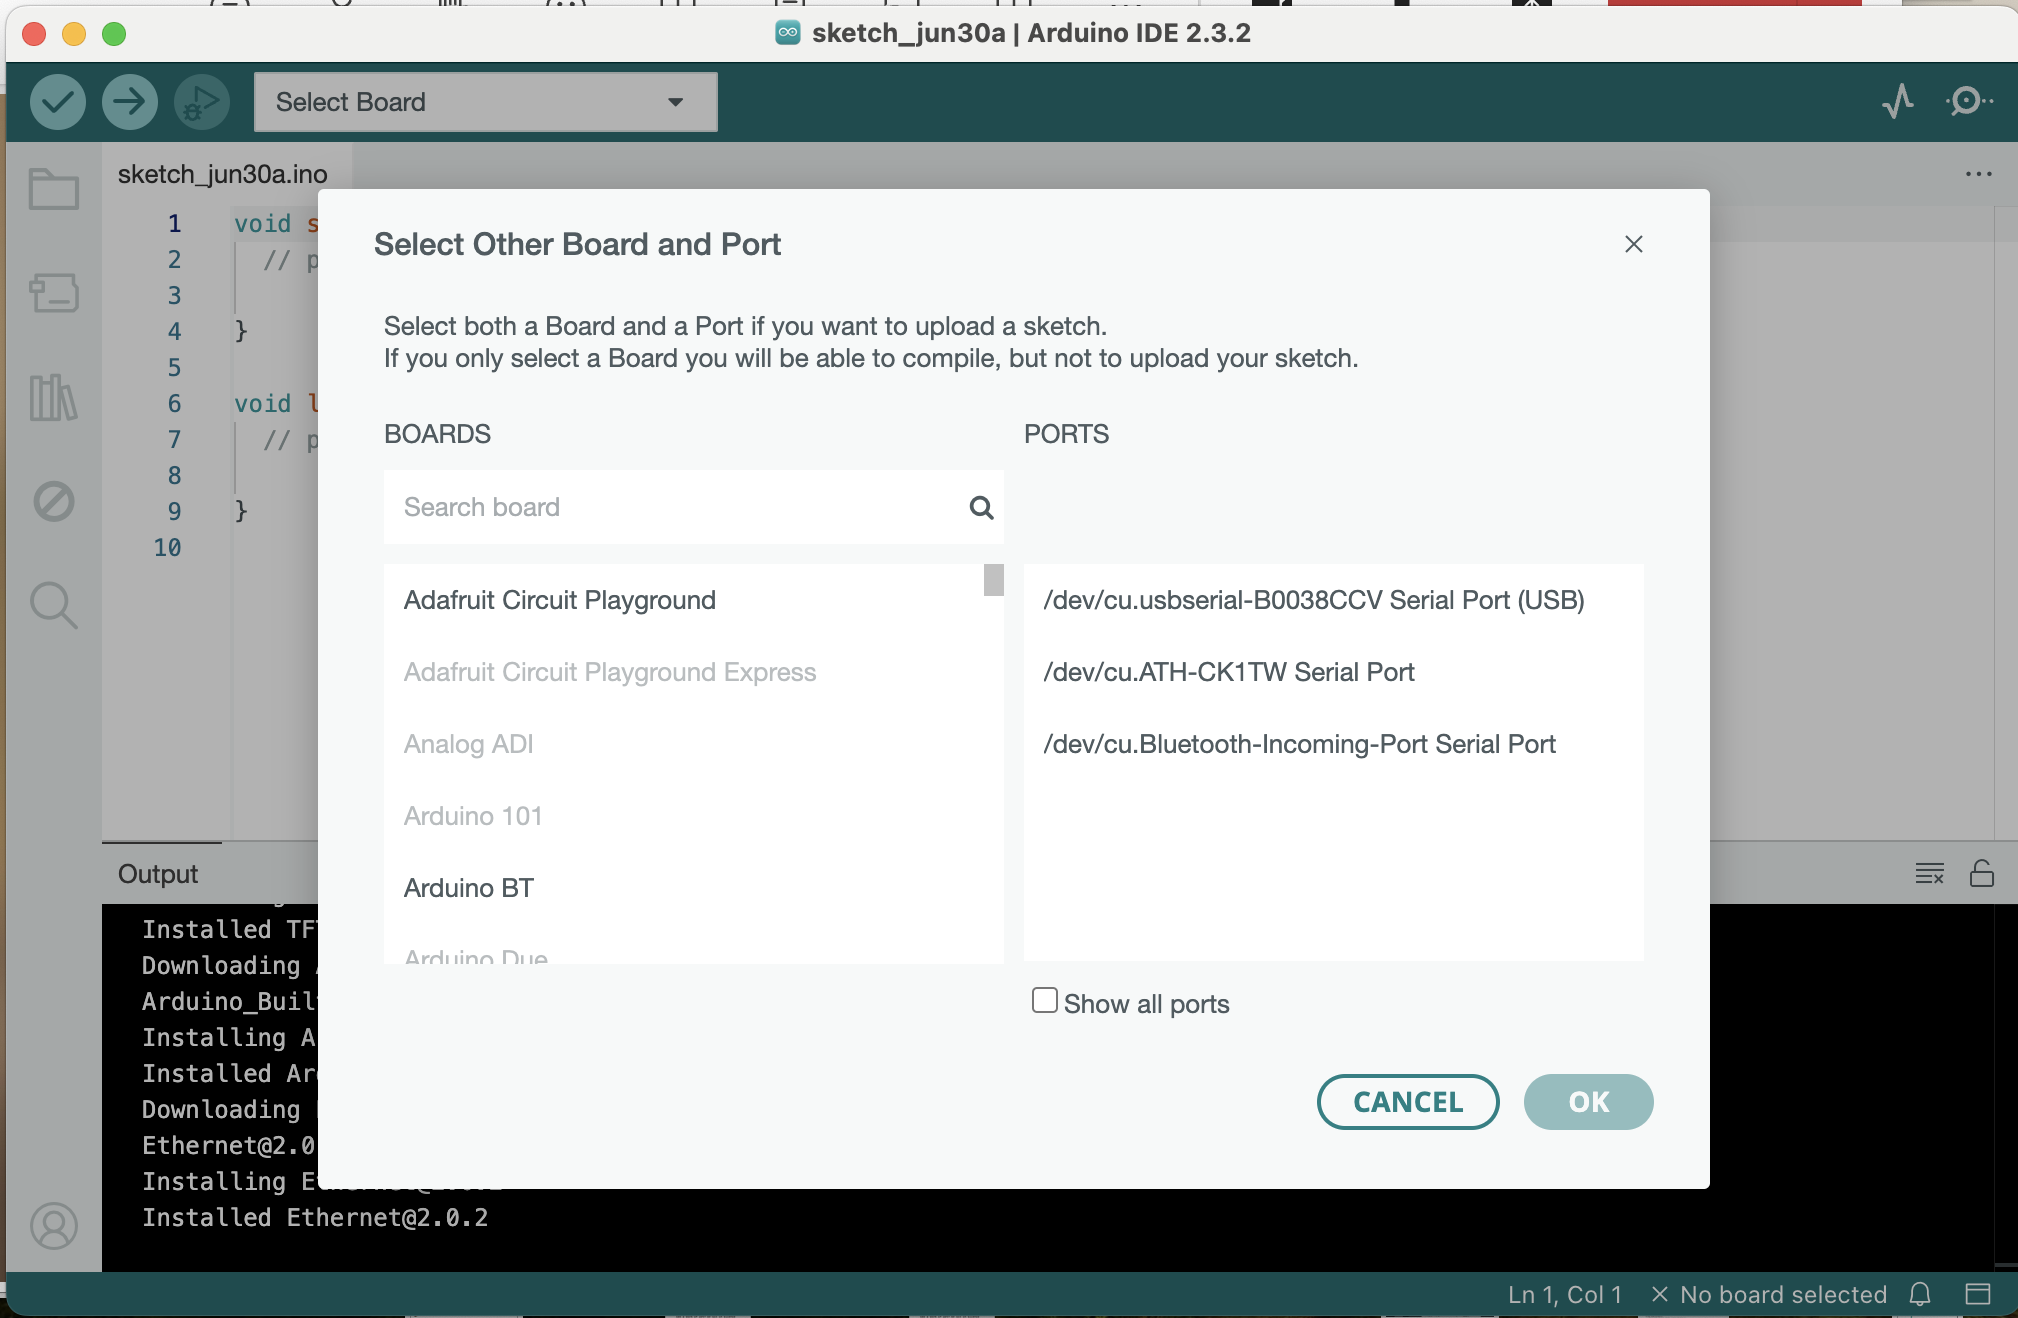 sketch_jun30a | Arduino IDE 2.3.2
Select Board
sketch_jun30a.ino
Select Other Board and Port
Select both a Board and a Port if you want to upload a sketch.
If you only select a Board you will be able to compile, but not to upload your sketch.
BOARDS
PORTS
Search board
Adafruit Circuit Playground
Adafruit Circuit Playground Express
Analog ADI
Arduino 101
Arduino BT
Arduino Due
/dev/cu.usbserial-B0038CCV Serial Port (USB)
/dev/cu.ATH-CK1TW Serial Port
/dev/cu.Bluetooth-Incoming-Port Serial Port
Show all ports
CANCEL
OK
1 void s
2 // p
3
4 }
5
6 void l
7 // p
8
9 }
10
Output
Installed TF
Downloading
Arduino_Buil
Installing A
Installed Ar
Downloading
Ethernet@2.0
Installing
Installed Ethernet@2.0.2
Ln 1, Col 1
No board selected